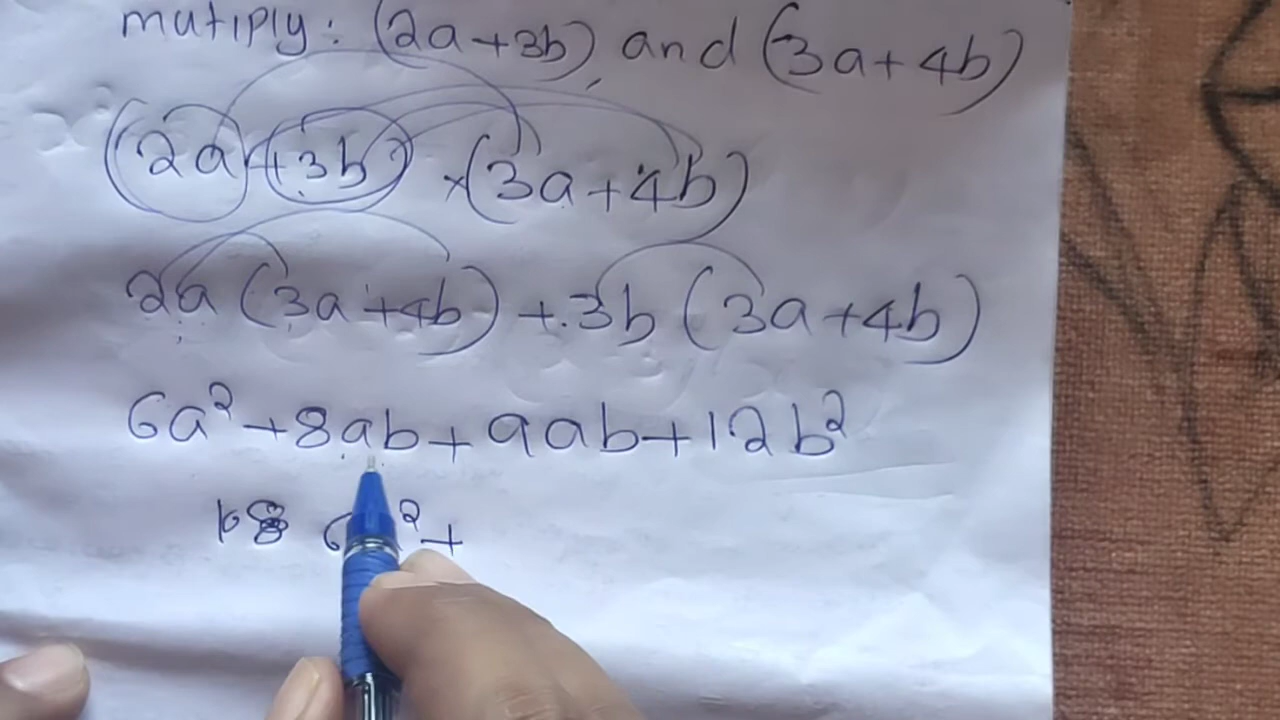 mutiply: (2a+3b), and (3a+4b)
(2a+3b) ×(3a+4b)
2a (3a+4b) + 3b (3a+4b)
6a²+8ab+9ab+12b²
6a²+